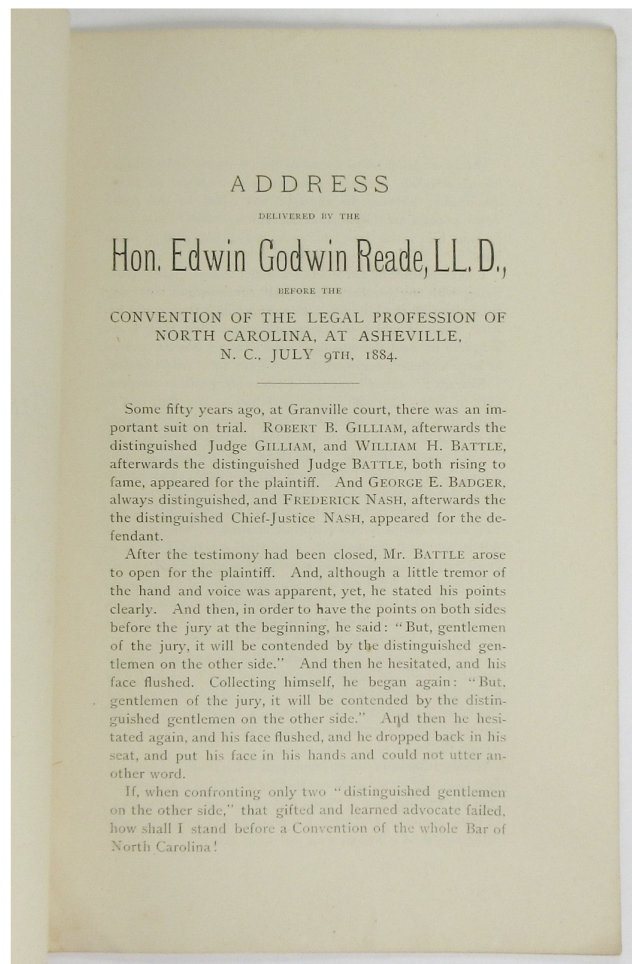 ADDRESS
DELIVERED BY THE
Hon. Edwin Godwin Reade, LL. D.,
BEFORE THE
CONVENTION OF THE LEGAL PROFESSION OF
NORTH CAROLINA, AT ASHEVILLE,
N. C., JULY 9TH, 1884.
Some fifty years ago, at Granville court, there was an im-
portant suit on trial. ROBERT B. GILLIAM, afterwards the
distinguished Judge GILLIAM, and WILLIAM H. BATTLE,
afterwards the distinguished Judge BATTLE, both rising to
fame, appeared for the plaintiff. And GEORGE E. BADGER,
always distinguished, and FREDERICK NASH, afterwards the
the distinguished Chief-Justice NASH, appeared for the de-
fendant.
After the testimony had been closed, Mr. BATTLE arose
to open for the plaintiff. And, although a little tremor of
the hand and voice was apparent, yet, he stated his points
clearly. And then, in order to have the points on both sides
before the jury at the beginning, he said: "But, gentlemen
of the jury, it will be contended by the distinguished gen-
tlemen on the other side." And then he hesitated, and his
face flushed. Collecting himself, he began again: "But,
gentlemen of the jury, it will be contended by the distin-
guished gentlemen on the other side." And then he hesi-
tated again, and his face flushed, and he dropped back in his
seat, and put his face in his hands and could not utter an-
other word.
If, when confronting only two "distinguished gentlemen
on the other side," that gifted and learned advocate failed,
how shall I stand before a Convention of the whole Bar of
North Carolina!